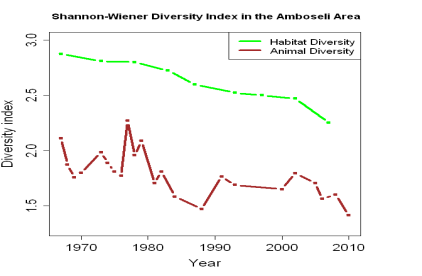 Shannon-Wiener Diversity Index in the Amboseli Area
Habitat Diversity
Animal Diversity
Diversity index
3.0
2.5
2.0
1.5
1970
1980
1990
2000
2010
Year